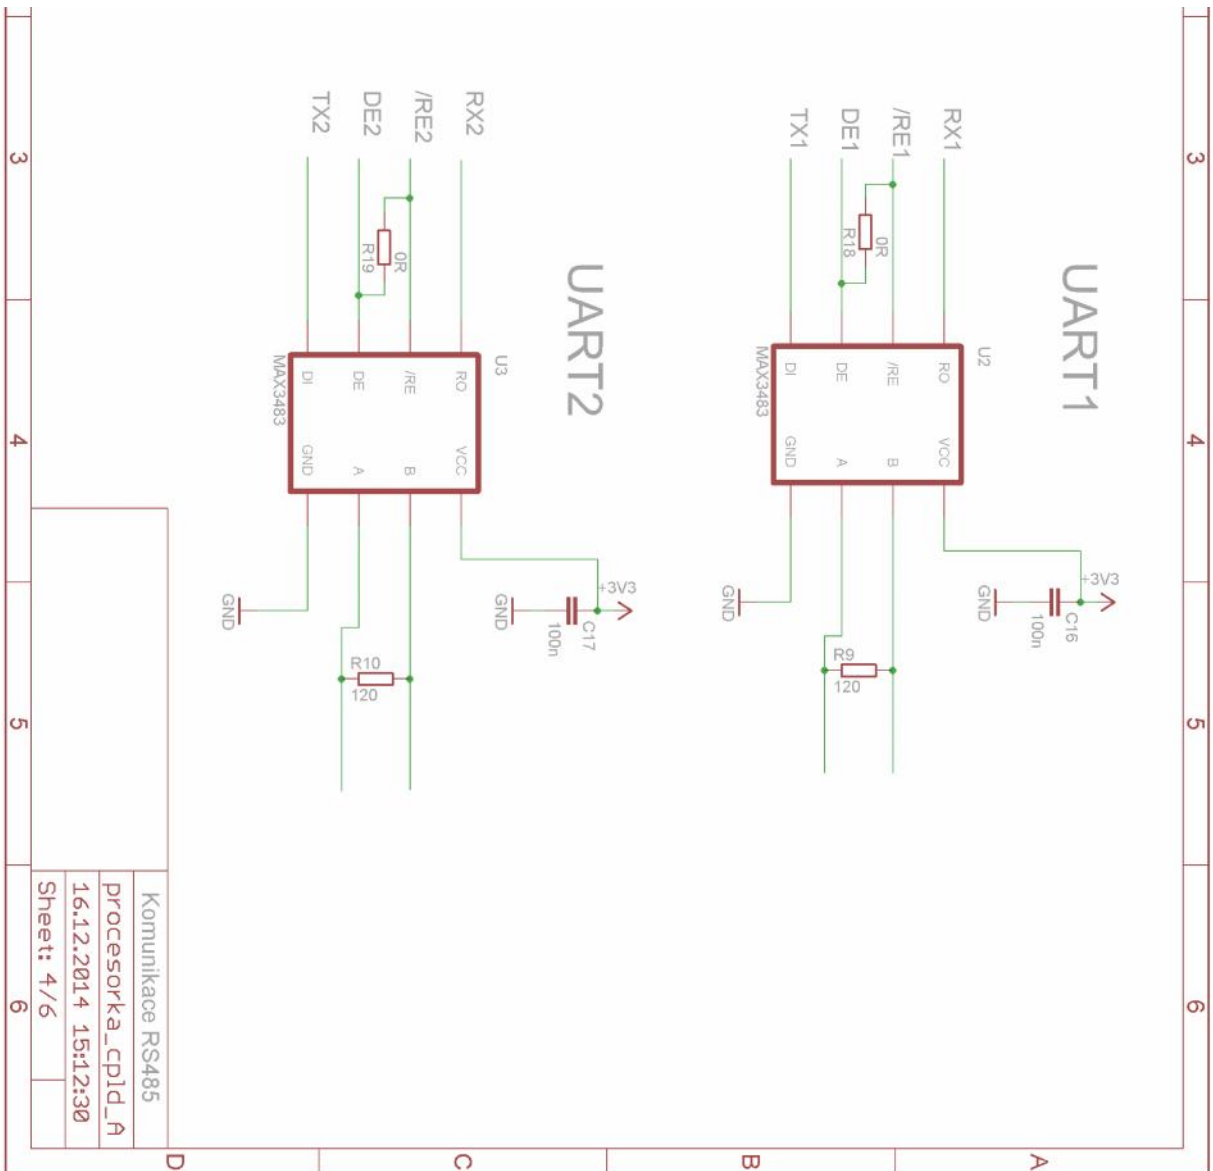 3
4
5
6
A
UART1
RX1
/RE1
DE1
TX1
0R
R18
U2
RO
/RE
DE
DI
VCC
B
A
GND
MAX3483
+3V3
C16
100n
GND
GND
R9
120
B
UART2
RX2
/RE2
DE2
TX2
0R
R19
U3
RO
/RE
DE
DI
VCC
B
A
GND
MAX3483
+3V3
C17
100n
GND
GND
R10
120
C
D
Komunikace RS485
procesorka_cpld_A
16.12.2014 15:12:30
Sheet: 4/6
3
4
5
6